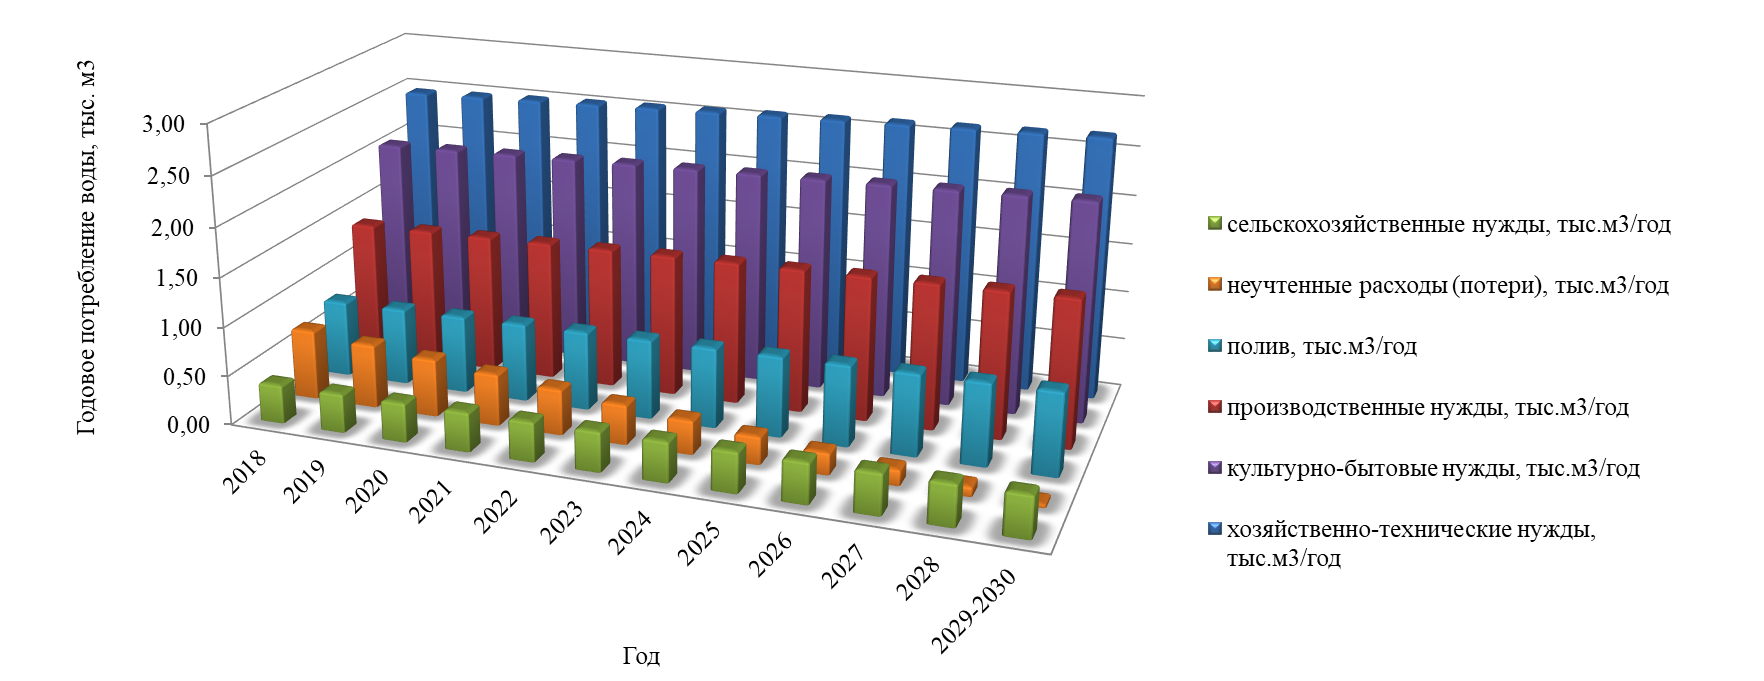 Годовое потребление воды, тыс. м3
3,00
2,50
2,00
1,50
1,00
0,50
0,00
2018
2019
2020
2021
2022
2023
2024
2025
2026
2027
2028
2029-2030
Год
сельскохозяйственные нужды, тыс.м3/год
неучтенные расходы (потери), тыс.м3/год
полив, тыс.м3/год
производственные нужды, тыс.м3/год
культурно-бытовые нужды, тыс.м3/год
хозяйственно-технические нужды,
тыс.м3/год